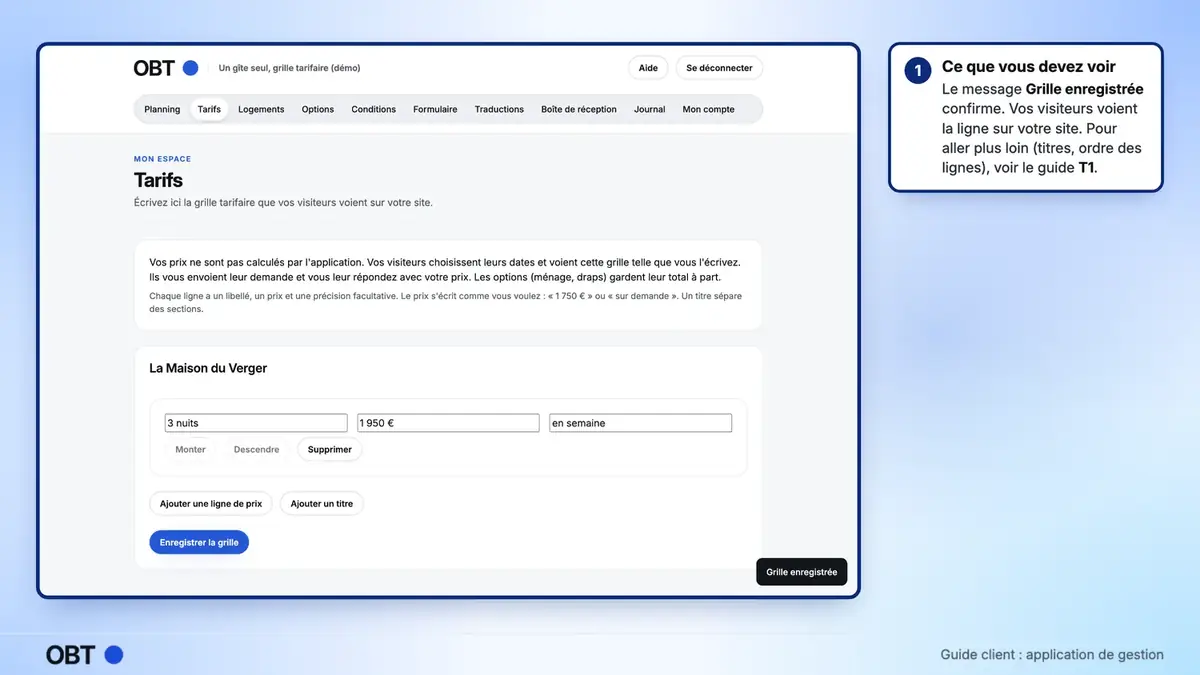 OBT
Un gîte seul, grille tarifaire (démo)
Aide
Se déconnecter
Planning
Tarifs
Logements
Options
Conditions
Formulaire
Traductions
Boîte de réception
Journal
Mon compte
MON ESPACE
Tarifs
Écrivez ici la grille tarifaire que vos visiteurs voient sur votre site.
Vos prix ne sont pas calculés par l'application. Vos visiteurs choisissent leurs dates et voient cette grille telle que vous l'écrivez.
Ils vous envoient leur demande et vous leur répondez avec votre prix. Les options (ménage, draps) gardent leur total à part.
Chaque ligne a un libellé, un prix et une précision facultative. Le prix s'écrit comme vous voulez : « 1 750 € » ou « sur demande ». Un titre sépare
des sections.
La Maison du Verger
3 nuits
1 950 €
en semaine
Monter
Descendre
Supprimer
Ajouter une ligne de prix
Ajouter un titre
Enregistrer la grille
Grille enregistrée
1
Ce que vous devez voir
Le message Grille enregistrée
confirme. Vos visiteurs voient
la ligne sur votre site. Pour
aller plus loin (titres, ordre des
lignes), voir le guide T1.
OBT
Guide client : application de gestion